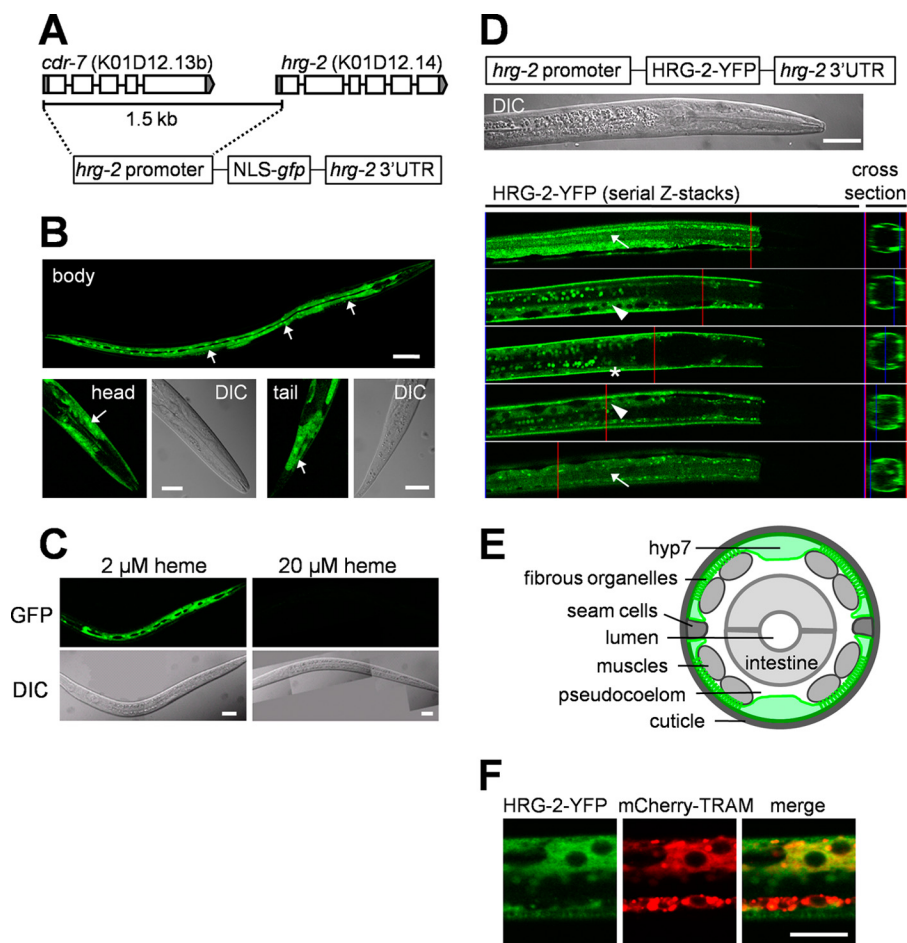 A
cdr-7 (K01D12.13b)
hrg-2 (K01D12.14)
1.5 kb
hrg-2 promoter
NLS-gfp
hrg-2 3'UTR
B
body
head
DIC
tail
DIC
C
2 µM heme
20 µM heme
GFP
DIC
D
hrg-2 promoter
HRG-2-YFP
hrg-2 3'UTR
DIC
HRG-2-YFP (serial Z-stacks)
cross
section
*
E
hyp7
fibrous organelles
seam cells
lumen
muscles
intestine
pseudocoelom
cuticle
F
HRG-2-YFP
mCherry-TRAM
merge